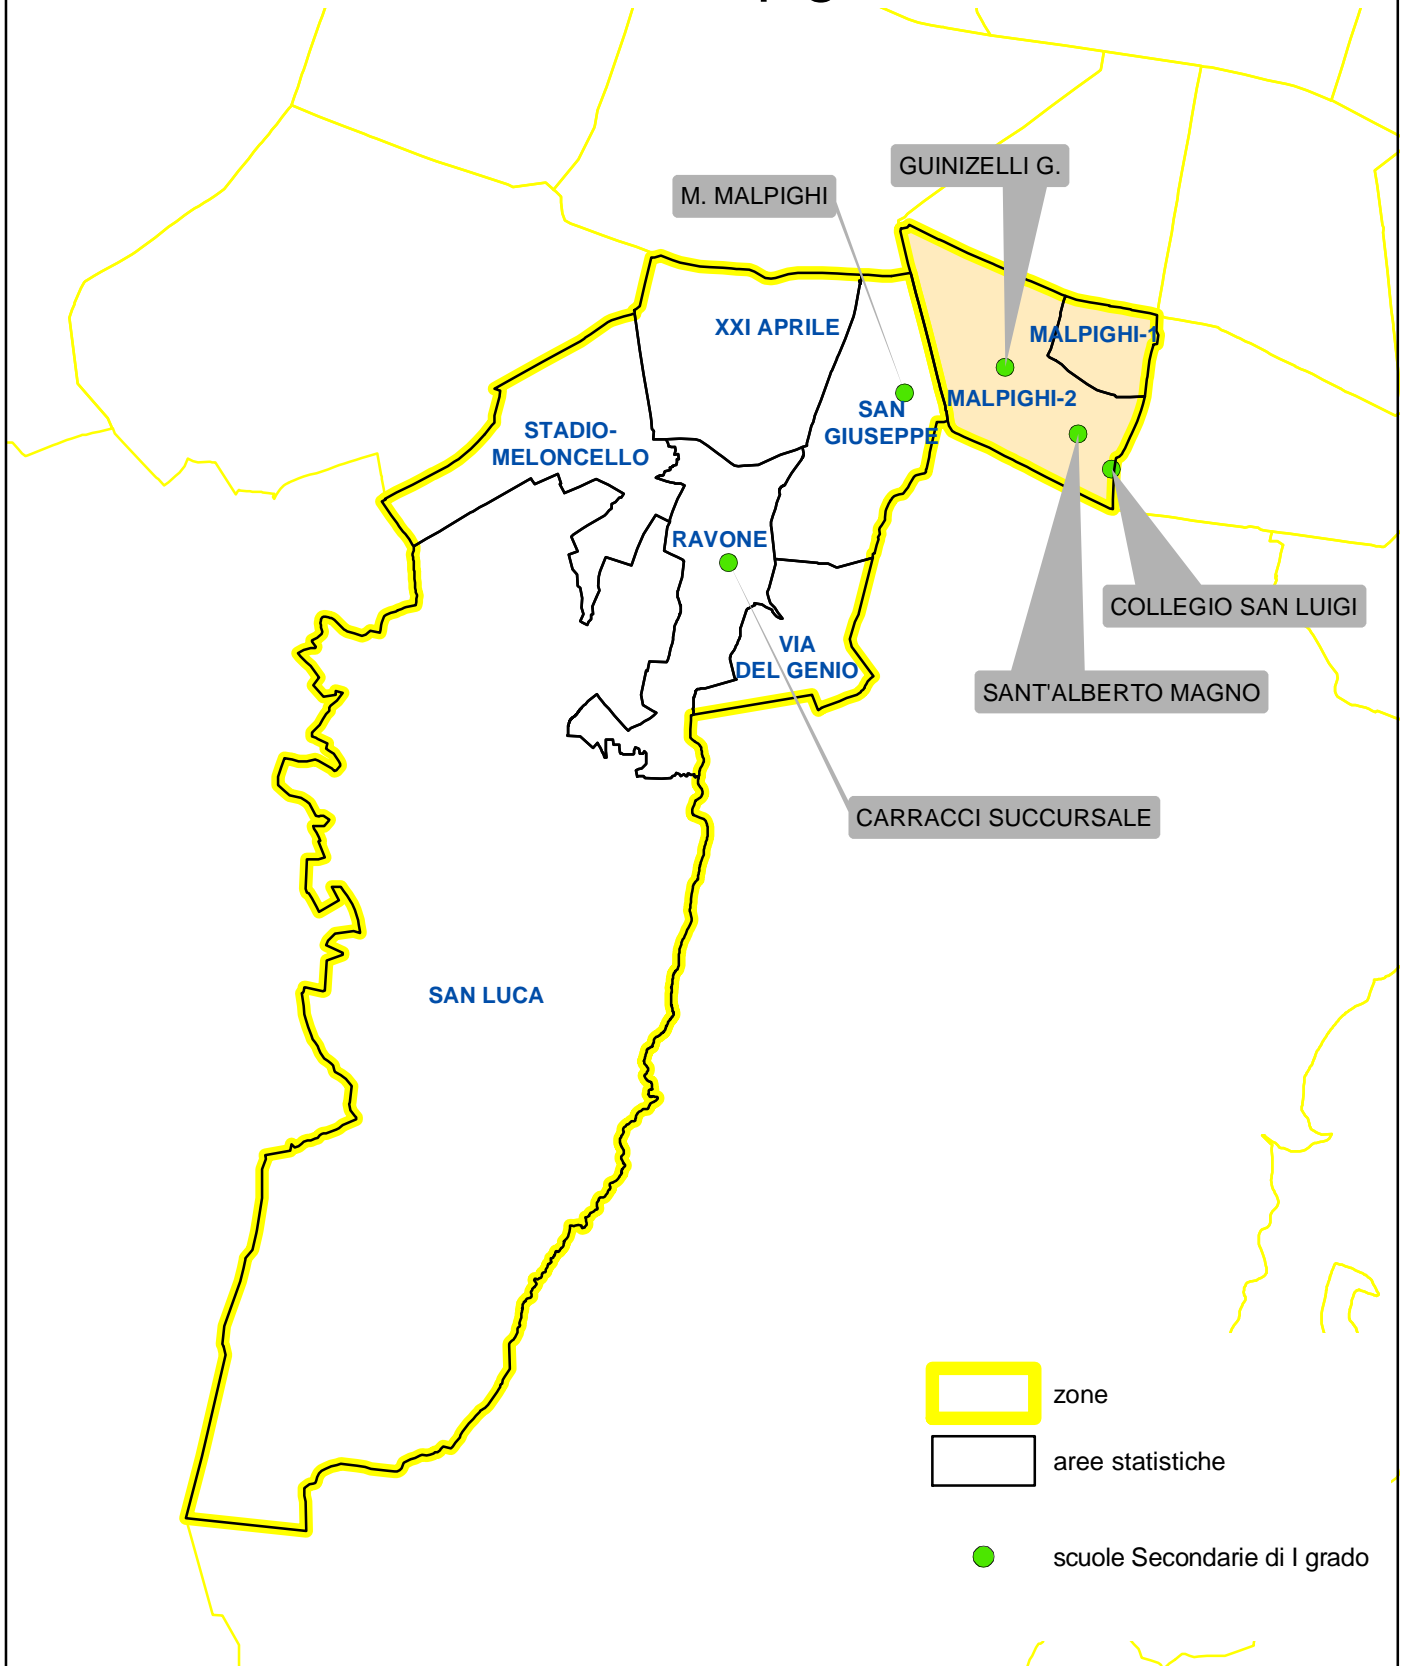 GUINIZELLI G.
M. MALPIGHI
XXI APRILE
MALPIGHI-1
MALPIGHI-2
SAN
GIUSEPPE
STADIO-
MELONCELLO
RAVONE
COLLEGIO SAN LUIGI
VIA
DEL GENIO
SANT'ALBERTO MAGNO
CARRACCI SUCCURSALE
SAN LUCA
zone
aree statistiche
scuole Secondarie di I grado